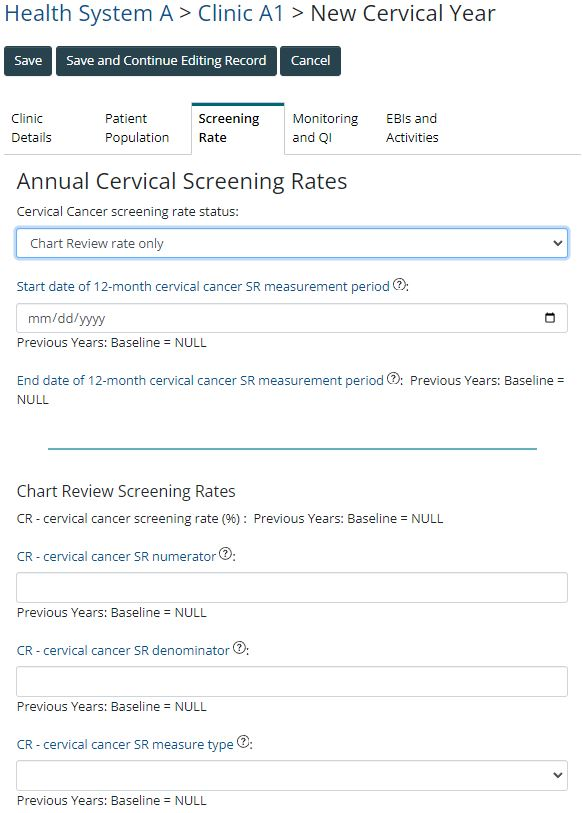 Health System A > Clinic A1 > New Cervical Year
Save
Save and Continue Editing Record
Cancel
Clinic Details
Patient Population
Screening Rate
Monitoring and QI
EBIs and Activities
Annual Cervical Screening Rates
Cervical Cancer screening rate status:
Chart Review rate only
Start date of 12-month cervical cancer SR measurement period ?:
mm/dd/yyyy
Previous Years: Baseline = NULL
End date of 12-month cervical cancer SR measurement period ?: Previous Years: Baseline =
NULL
Chart Review Screening Rates
CR - cervical cancer screening rate (%) : Previous Years: Baseline = NULL
CR - cervical cancer SR numerator ?:
Previous Years: Baseline = NULL
CR - cervical cancer SR denominator ?:
Previous Years: Baseline = NULL
CR - cervical cancer SR measure type ?:
Previous Years: Baseline = NULL